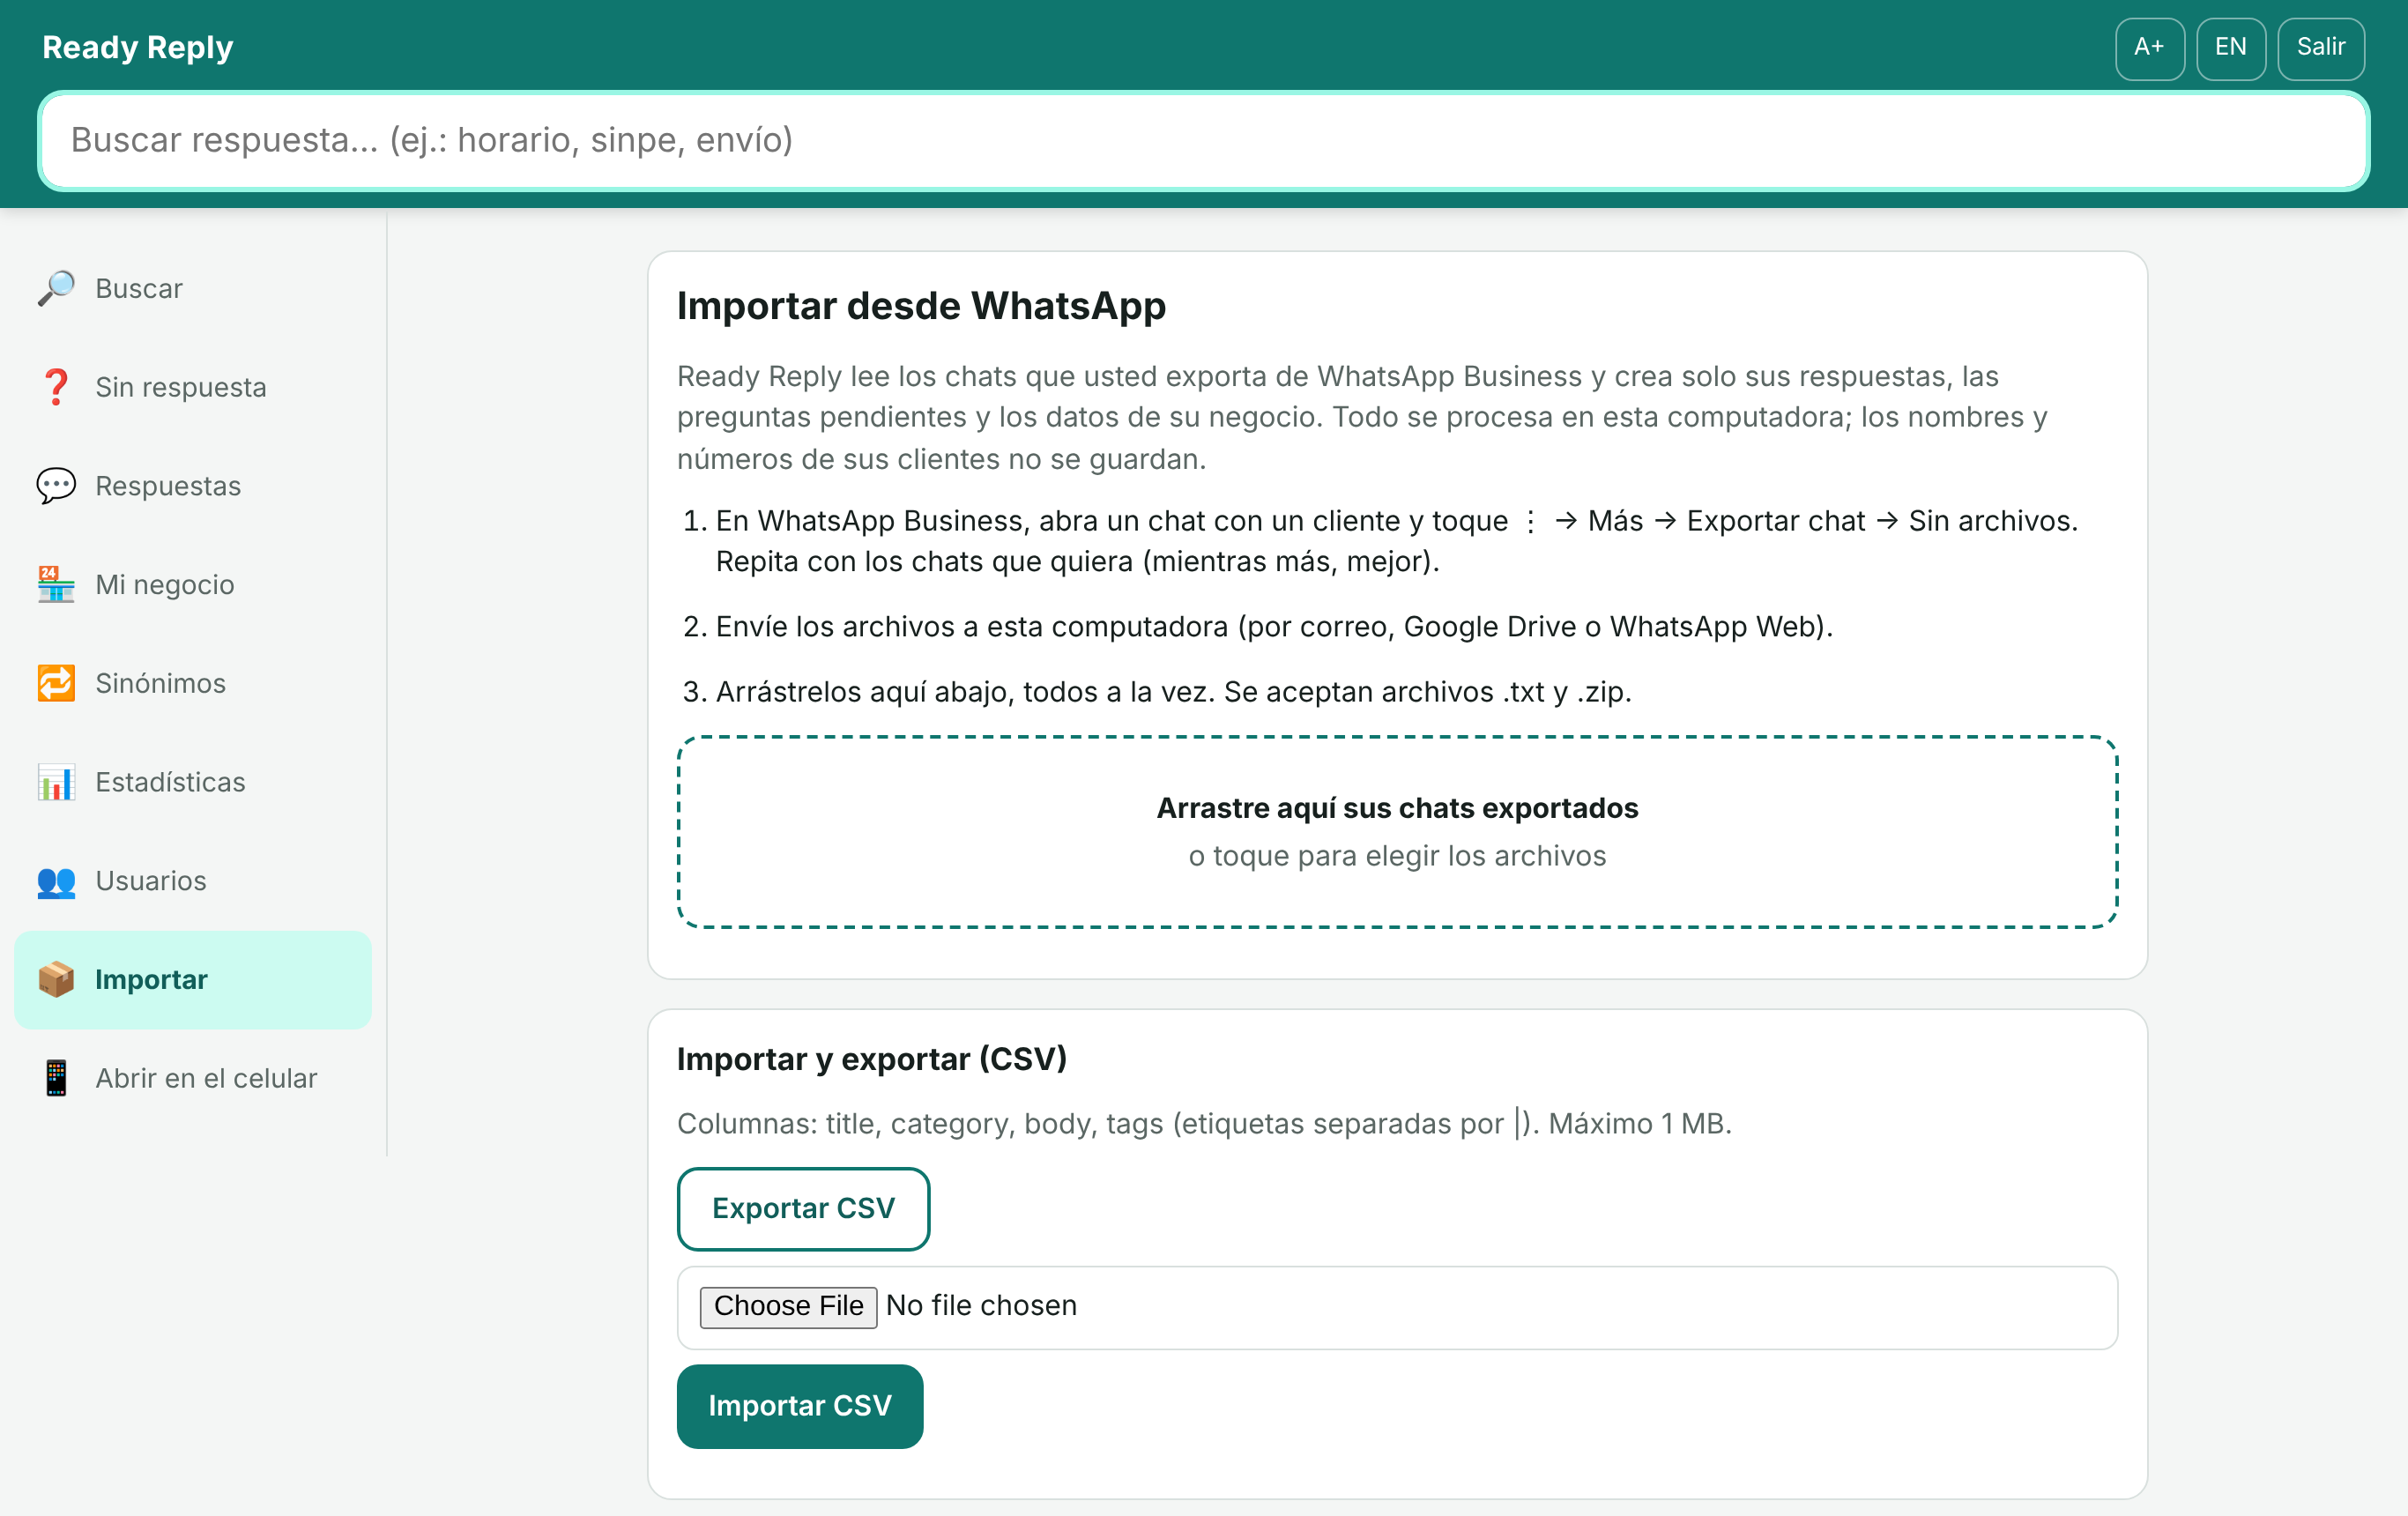 Ready Reply
A+
EN
Salir
Buscar respuesta... (ej.: horario, sinpe, envío)
Buscar
Sin respuesta
Respuestas
24
Mi negocio
Sinónimos
Estadísticas
Usuarios
Importar
Abrir en el celular
Importar desde WhatsApp
Ready Reply lee los chats que usted exporta de WhatsApp Business y crea solo sus respuestas, las
preguntas pendientes y los datos de su negocio. Todo se procesa en esta computadora; los nombres y
números de sus clientes no se guardan.
1. En WhatsApp Business, abra un chat con un cliente y toque ⋮ → Más → Exportar chat → Sin archivos.
Repita con los chats que quiera (mientras más, mejor).
2. Envíe los archivos a esta computadora (por correo, Google Drive o WhatsApp Web).
3. Arrástrelos aquí abajo, todos a la vez. Se aceptan archivos .txt y .zip.
Arrastre aquí sus chats exportados
o toque para elegir los archivos
Importar y exportar (CSV)
Columnas: title, category, body, tags (etiquetas separadas por |). Máximo 1 MB.
Exportar CSV
Choose File No file chosen
Importar CSV